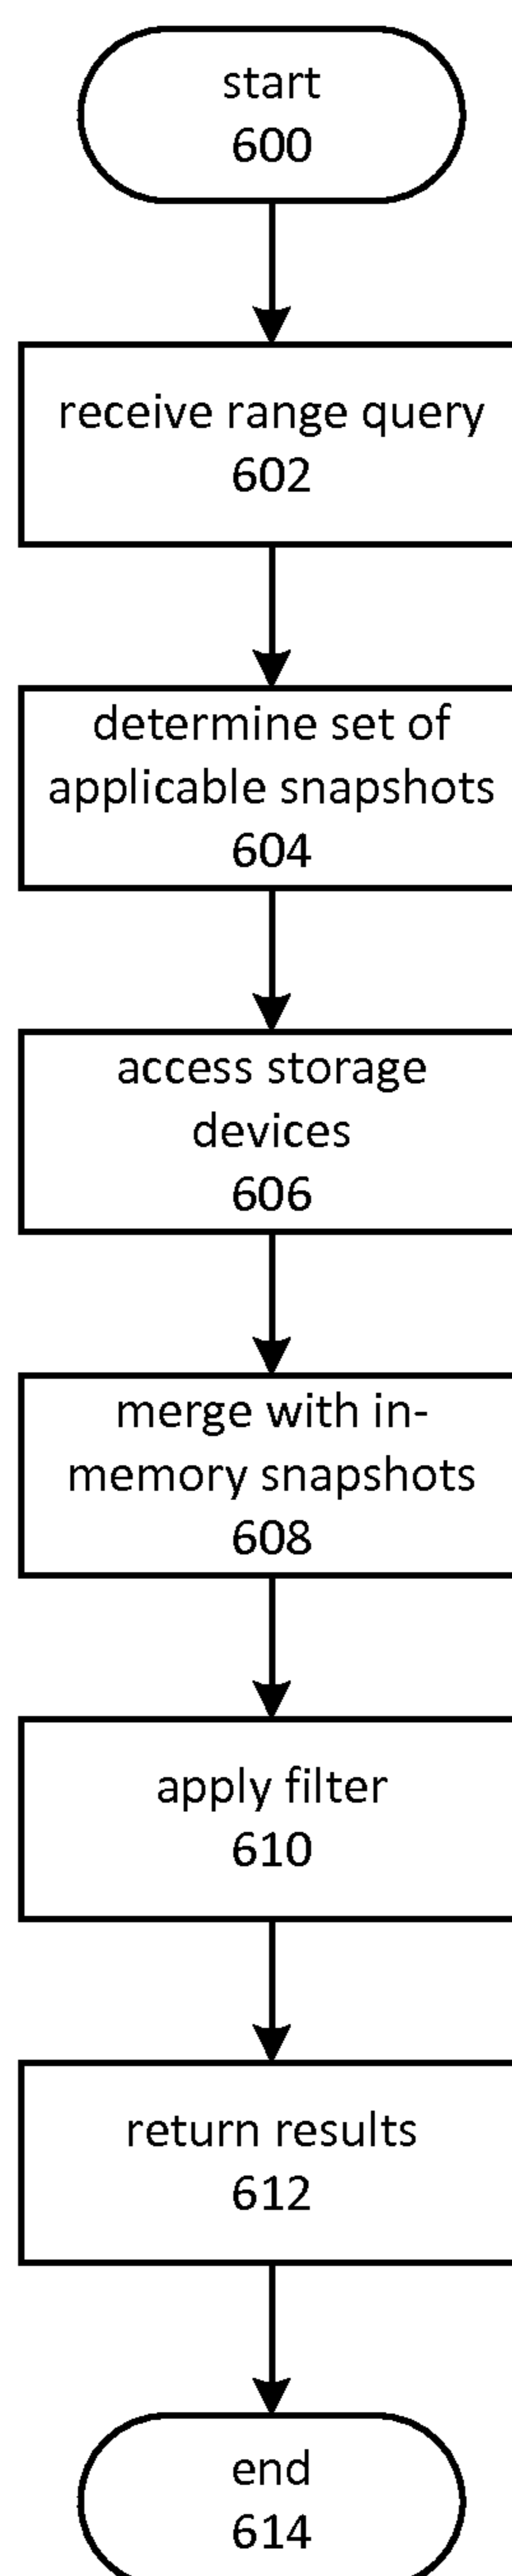 start
600
receive range query
602
determine set of
applicable snapshots
604
access storage
devices
606
merge with in-
memory snapshots
608
apply filter
610
return results
612
end
614